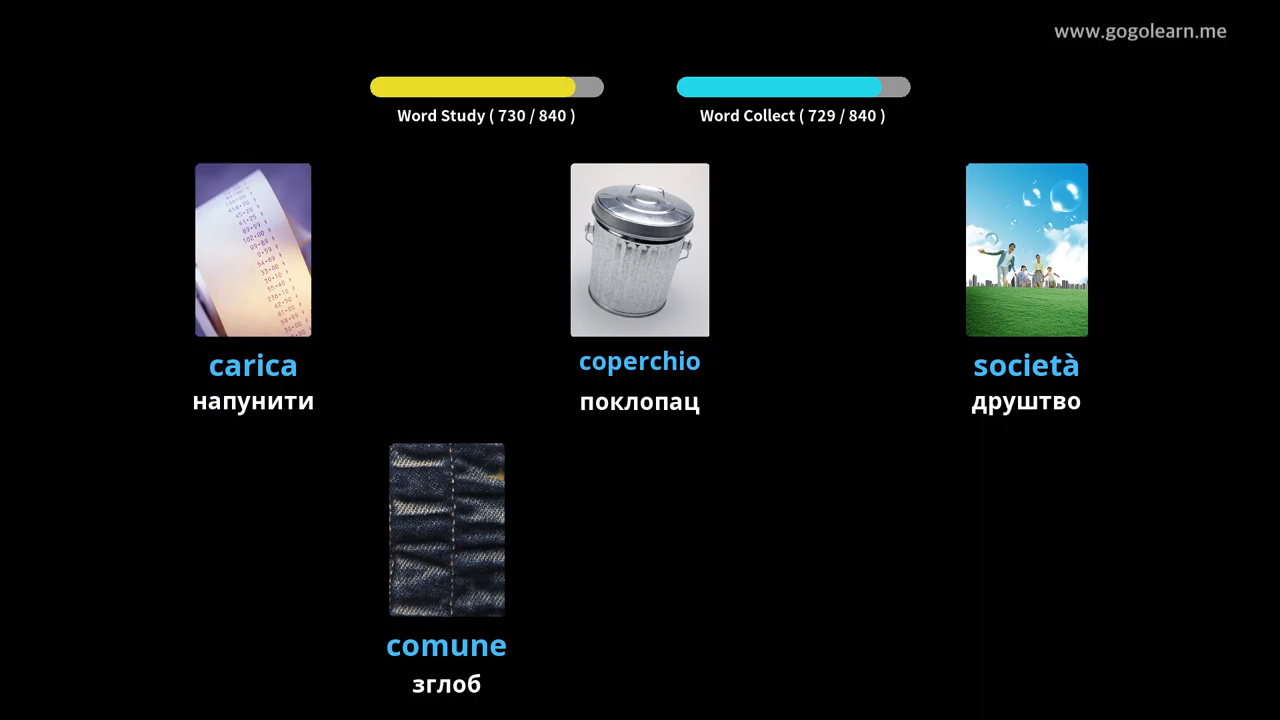 www.gogolearn.me
Word Study ( 730 / 840 )
Word Collect ( 729 / 840 )
carica
напунити
coperchio
поклопац
società
друштво
comune
зглоб